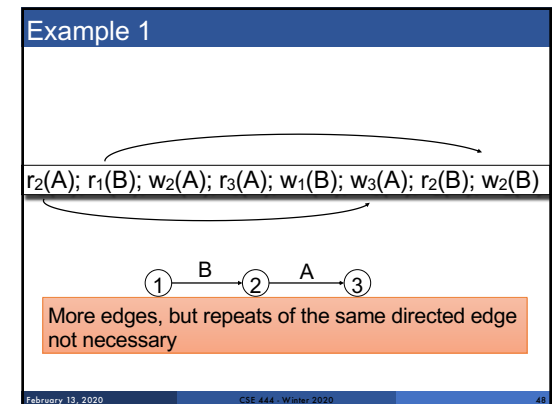 Example 1
r₂(A); r₁(B); w₂(A); r₃(A); w₁(B); w₃(A); r₂(B); w₂(B)
B A
1 2 3
More edges, but repeats of the same directed edge
not necessary
February 13, 2020 CSE 444 - Winter 2020 48